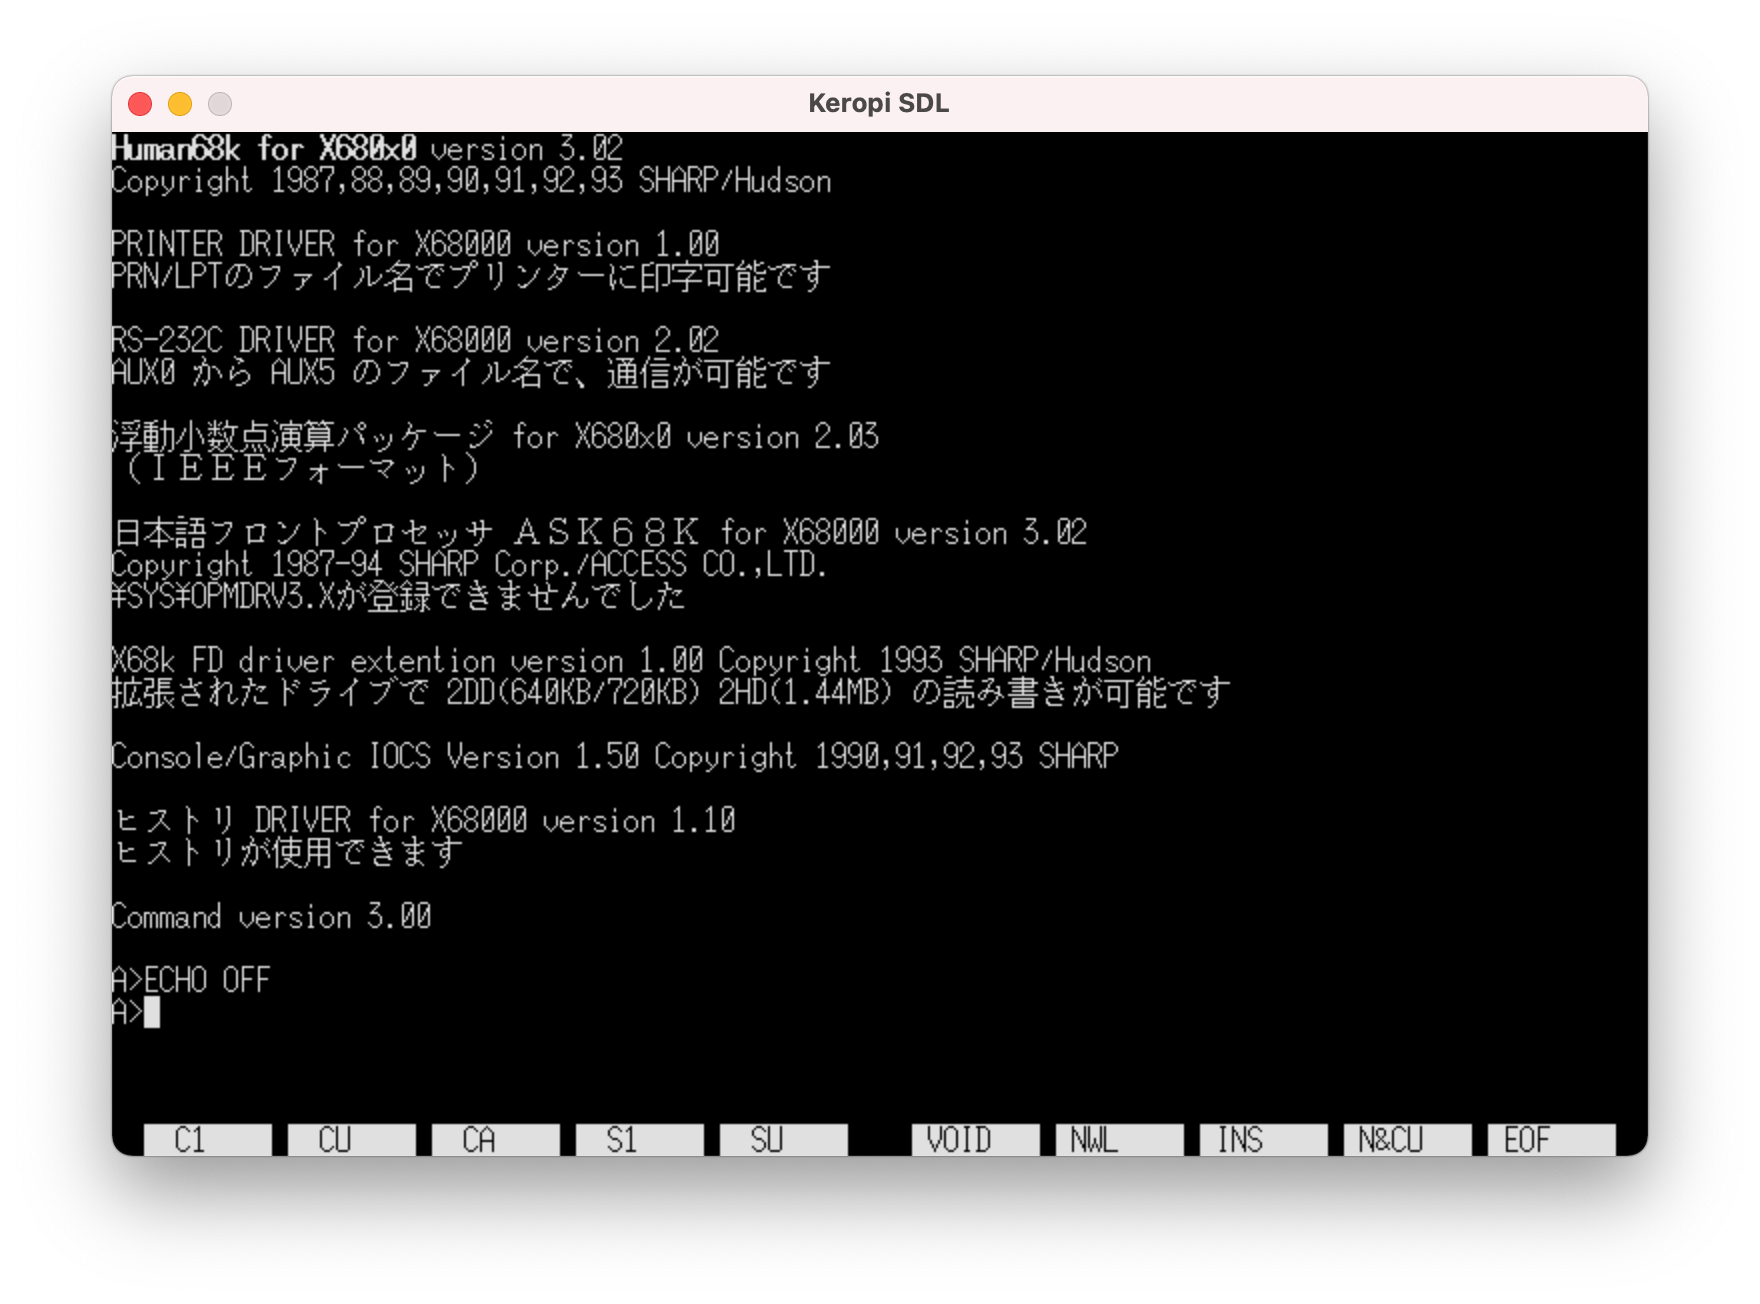 Keropi SDL
Human68k for X680x0 version 3.02
Copyright 1987,88,89,90,91,92,93 SHARP/Hudson
PRINTER DRIVER for X68000 version 1.00
PRN/LPTのファイル名でプリンターに印字可能です
RS-232C DRIVER for X68000 version 2.02
AUX0 から AUX5 のファイル名で、通信が可能です
浮動小数点演算パッケージ for X680x0 version 2.03
（ＩＥＥＥフォーマット）
日本語フロントプロセッサ ＡＳＫ６８Ｋ for X68000 version 3.02
Copyright 1987-94 SHARP Corp./ACCESS CO.,LTD.
¥SYS¥OPMDRV3.Xが登録できませんでした
X68k FD driver extention version 1.00 Copyright 1993 SHARP/Hudson
拡張されたドライブで 2DD(640KB/720KB) 2HD(1.44MB) の読み書きが可能です
Console/Graphic IOCS Version 1.50 Copyright 1990,91,92,93 SHARP
ヒストリ DRIVER for X68000 version 1.10
ヒストリが使用できます
Command version 3.00
A>ECHO OFF
A>
C1 CU CA S1 SU VOID NWL INS N&CU EOF